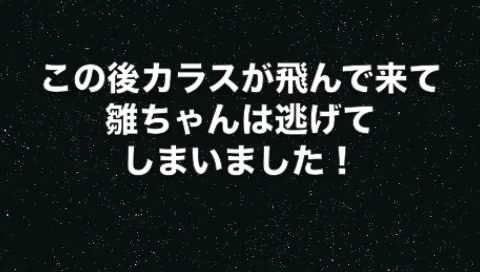 この後カラスが飛んで来て
雛ちゃんは逃げて
しまいました！